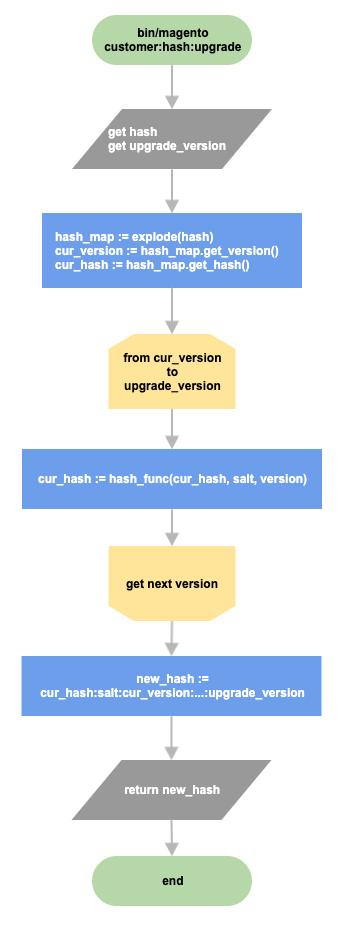 bin/magento
customer:hash:upgrade
get hash
get upgrade_version
hash_map := explode(hash)
cur_version := hash_map.get_version()
cur_hash := hash_map.get_hash()
from cur_version
to
upgrade_version
cur_hash := hash_func(cur_hash, salt, version)
get next version
new_hash :=
cur_hash:salt:cur_version:...:upgrade_version
return new_hash
end